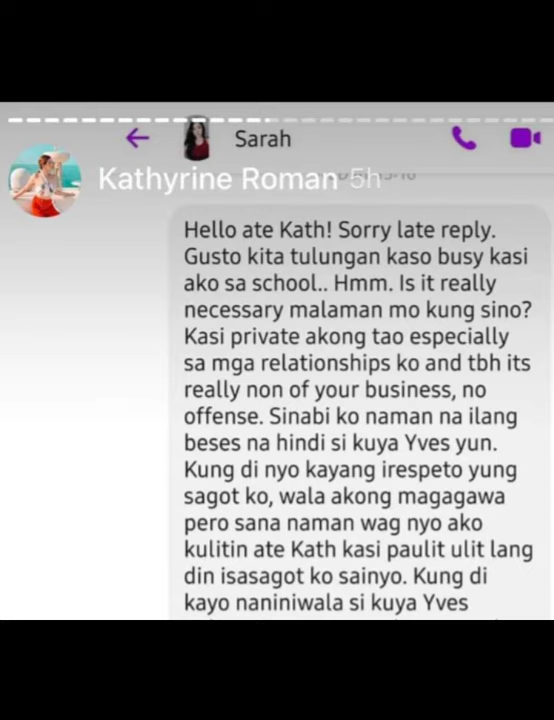 Sarah
Kathyrine Roman 5h
Hello ate Kath! Sorry late reply.
Gusto kita tulungan kaso busy kasi
ako sa school.. Hmm. Is it really
necessary malaman mo kung sino?
Kasi private akong tao especially
sa mga relationships ko and tbh its
really non of your business, no
offense. Sinabi ko naman na ilang
beses na hindi si kuya Yves yun.
Kung di nyo kayang irespeto yung
sagot ko, wala akong magagawa
pero sana naman wag nyo ako
kulitin ate Kath kasi paulit ulit lang
din isasagot ko sainyo. Kung di
kayo naniniwala si kuya Yves